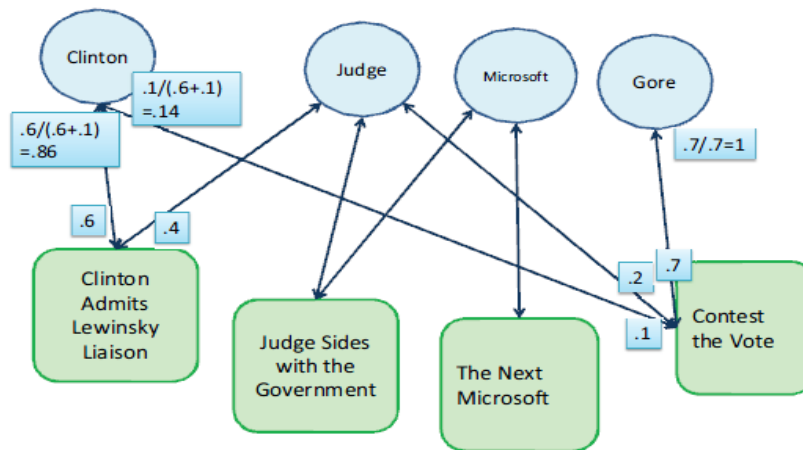 Clinton
Judge
Microsoft
Gore
.1/(.6+.1)
=.14
.6/(.6+.1)
=.86
.7/.7=1
.6
.4
.2
.7
.1
Clinton
Admits
Lewinsky
Liaison
Judge Sides
with the
Government
The Next
Microsoft
Contest
the Vote